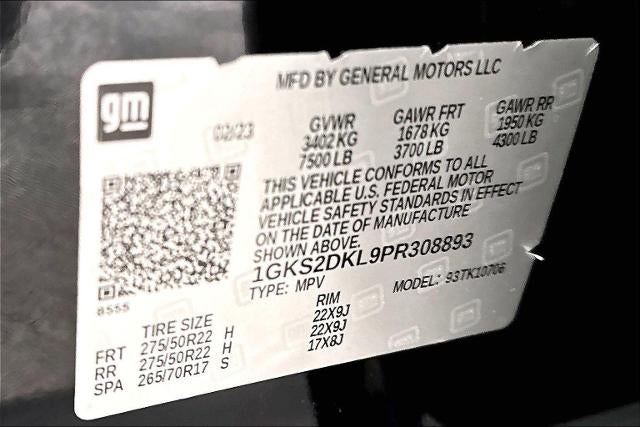 MFD BY GENERAL MOTORS LLC
gm
02/23 GVWR GAWR FRT GAWR RR
3402 KG 1678 KG 1950 KG
7500 LB 3700 LB 4300 LB
THIS VEHICLE CONFORMS TO ALL
APPLICABLE U.S. FEDERAL MOTOR
VEHICLE SAFETY STANDARDS IN EFFECT
ON THE DATE OF MANUFACTURE
SHOWN ABOVE.
1GKS2DKL9PR308893
TYPE: MPV MODEL: 93TK10706
8555
TIRE SIZE RIM
FRT 275/50R22 H 22X9J
RR 275/50R22 H 22X9J
SPA 265/70R17 S 17X8J